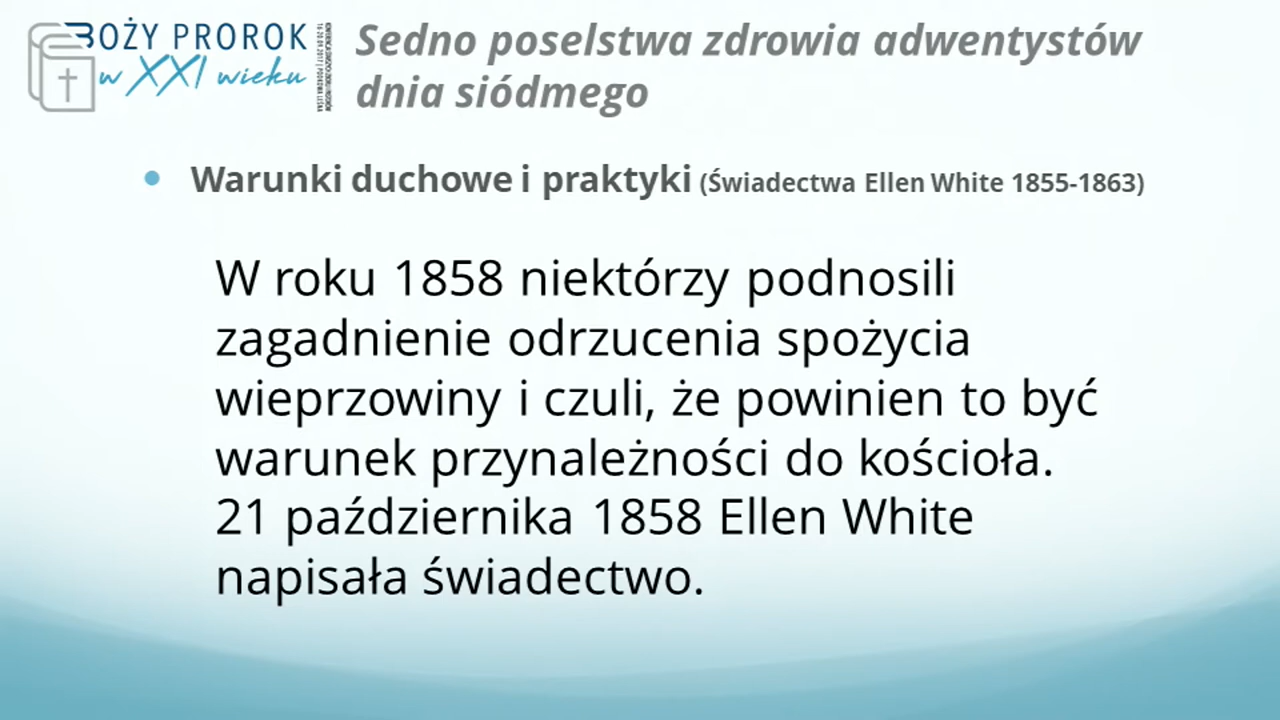 BOŻY PROROK
w XXI wieku
Sedno poselstwa zdrowia adwentystów
dnia siódmego
Warunki duchowe i praktyki (Świadectwa Ellen White 1855-1863)
W roku 1858 niektórzy podnosili
zagadnienie odrzucenia spożycia
wieprzowiny i czuli, że powinien to być
warunek przynależności do kościoła.
21 października 1858 Ellen White
napisała świadectwo.